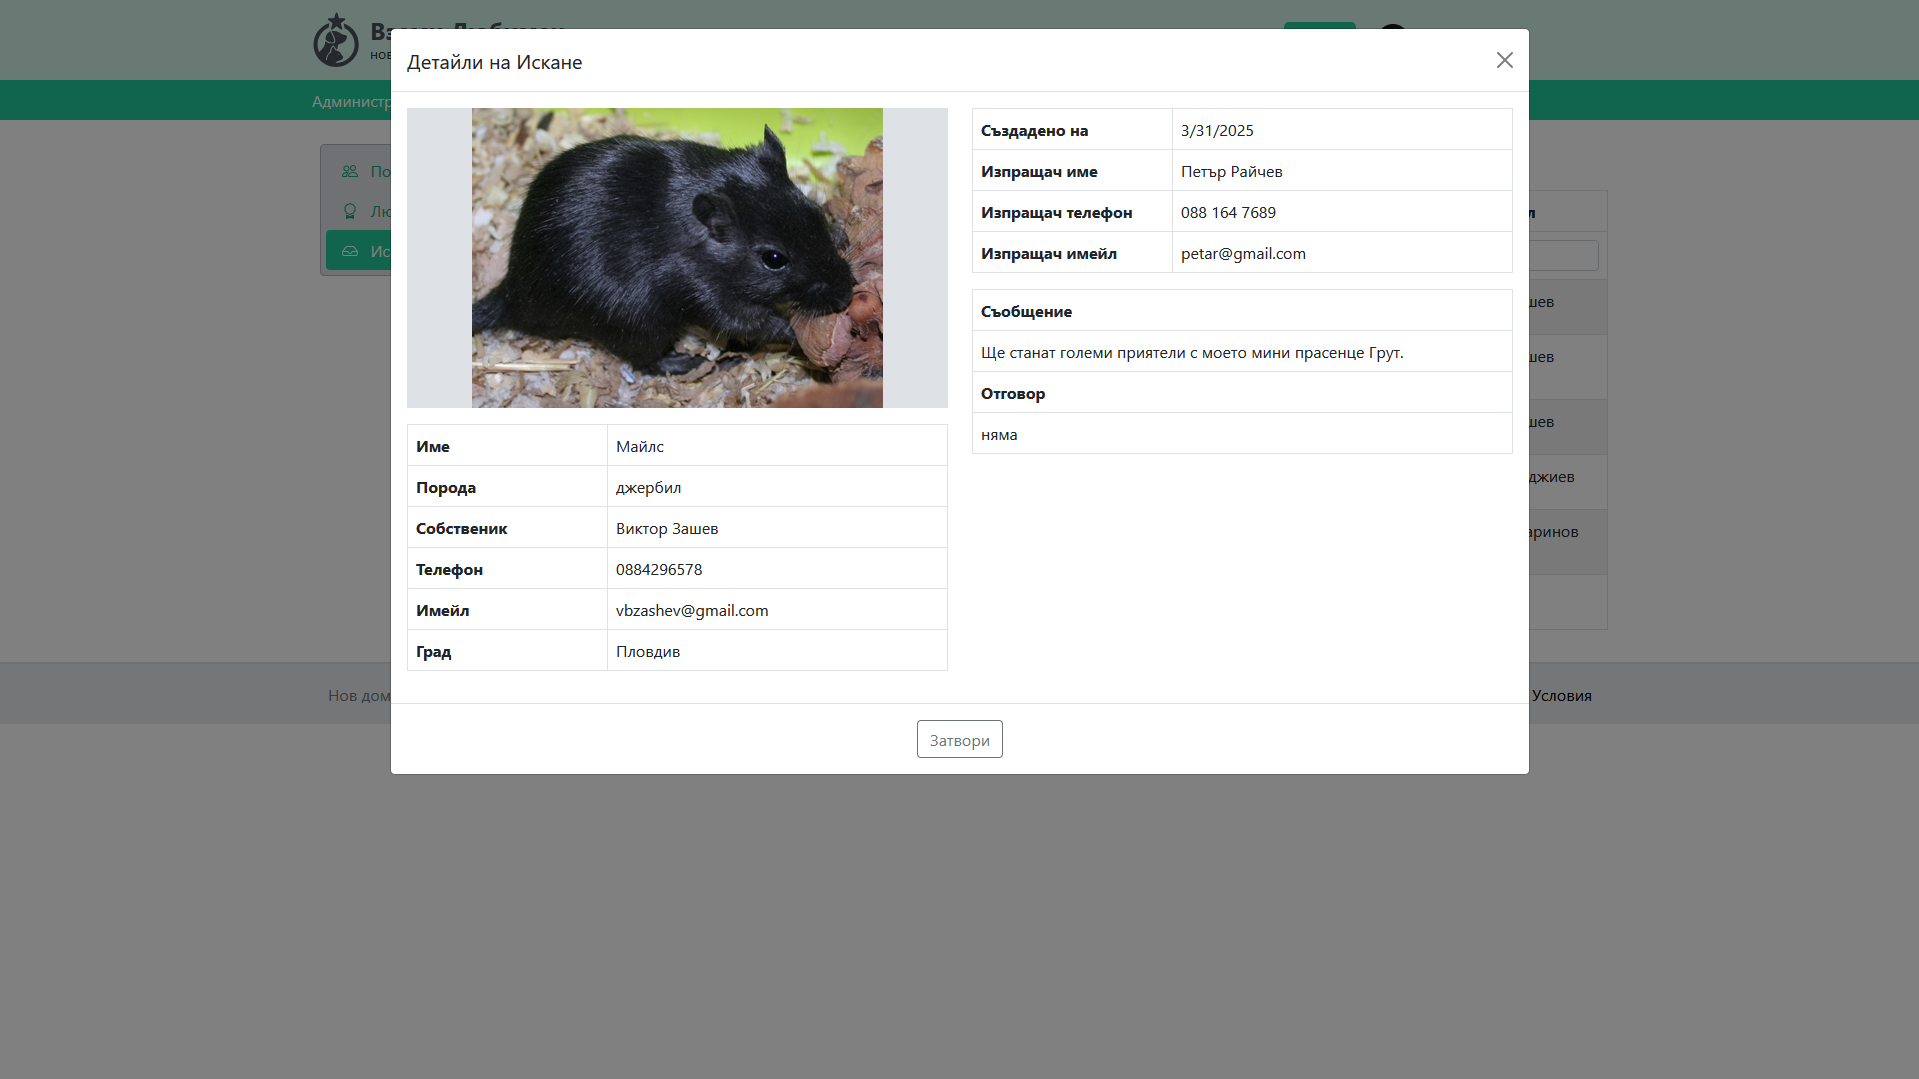 нов
Детайли на Искане
Администр
По
Лю
Ис
Създадено на 3/31/2025
Изпращач име Петър Райчев
Изпращач телефон 088 164 7689
Изпращач имейл petar@gmail.com
Съобщение
Ще станат големи приятели с моето мини прасенце Грут.
Отговор
няма
Име Майлс
Порода джербил
Собственик Виктор Зашев
Телефон 0884296578
Имейл vbzashev@gmail.com
Град Пловдив
л
шев
шев
шев
джиев
аринов
Нов дом
Условия
Затвори